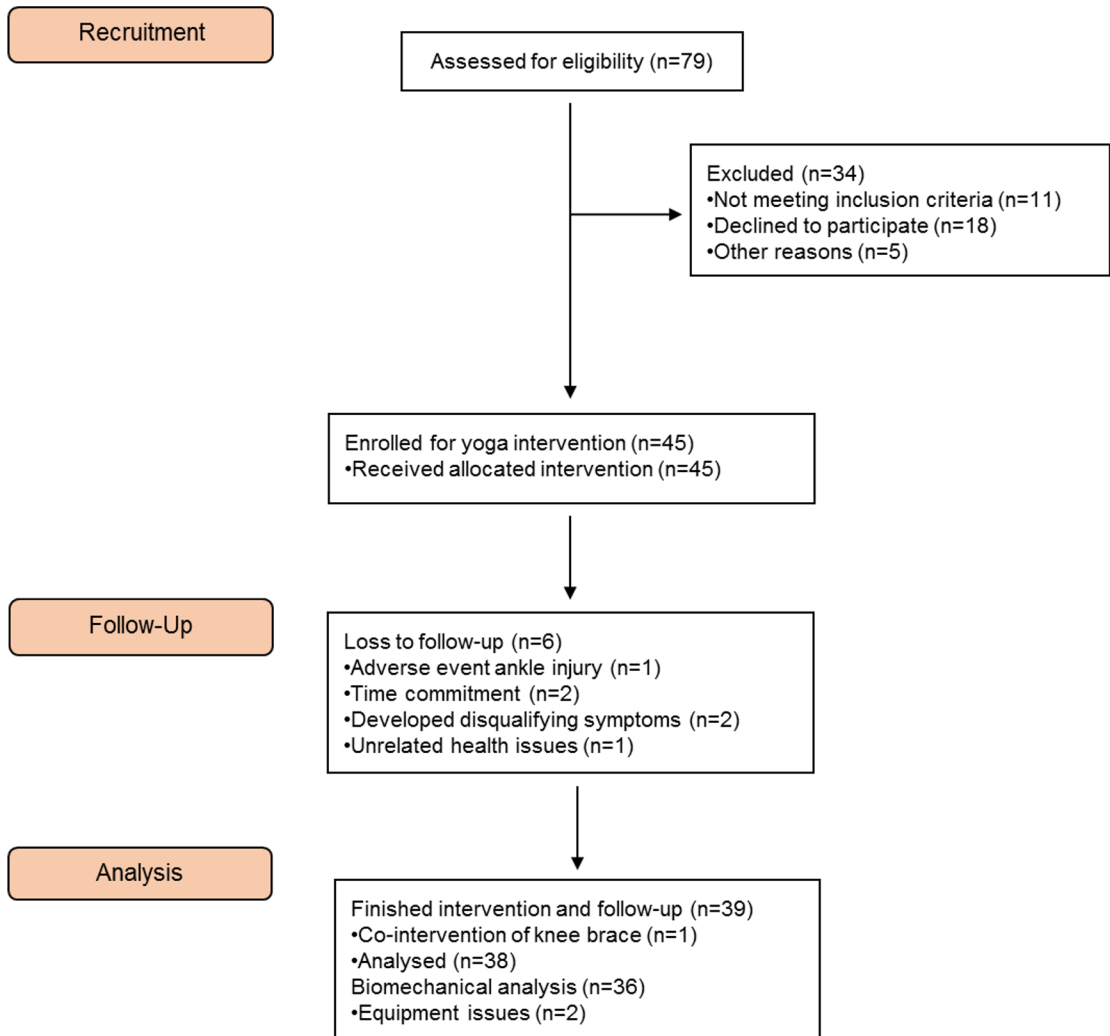 Recruitment
Assessed for eligibility (n=79)
Excluded (n=34)
•Not meeting inclusion criteria (n=11)
•Declined to participate (n=18)
•Other reasons (n=5)
Enrolled for yoga intervention (n=45)
•Received allocated intervention (n=45)
Follow-Up
Loss to follow-up (n=6)
•Adverse event ankle injury (n=1)
•Time commitment (n=2)
•Developed disqualifying symptoms (n=2)
•Unrelated health issues (n=1)
Analysis
Finished intervention and follow-up (n=39)
•Co-intervention of knee brace (n=1)
•Analysed (n=38)
Biomechanical analysis (n=36)
•Equipment issues (n=2)